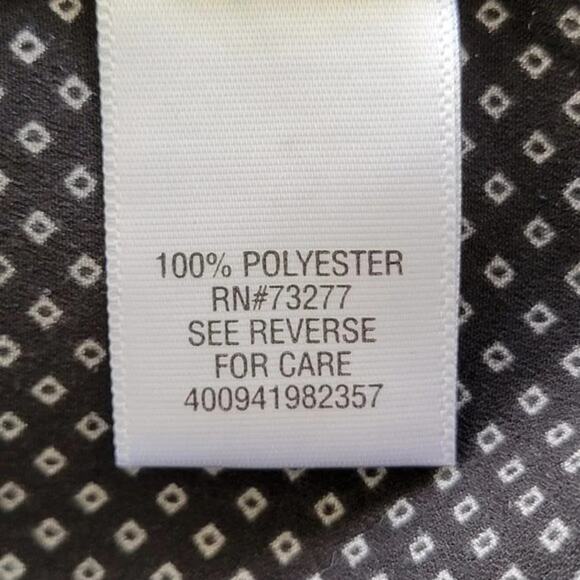 100% POLYESTER
RN#73277
SEE REVERSE
FOR CARE
400941982357